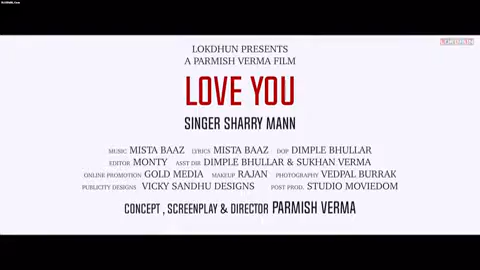 LOKDHUN PRESENTS
A PARMISH VERMA FILM
LOVE YOU
SINGER SHARRY MANN
MUSIC MISTA BAAZ LYRICS MISTA BAAZ DOP DIMPLE BHULLAR
EDITOR MONTY ASST DIR DIMPLE BHULLAR & SUKHAN VERMA
ONLINE PROMOTION GOLD MEDIA MAKEUP RAJAN PHOTOGRAPHY VEDPAL BURRAK
PUBLICITY DESIGNS VICKY SANDHU DESIGNS POST PROD. STUDIO MOVIEDOM
CONCEPT , SCREENPLAY & DIRECTOR PARMISH VERMA
LOKDHUN